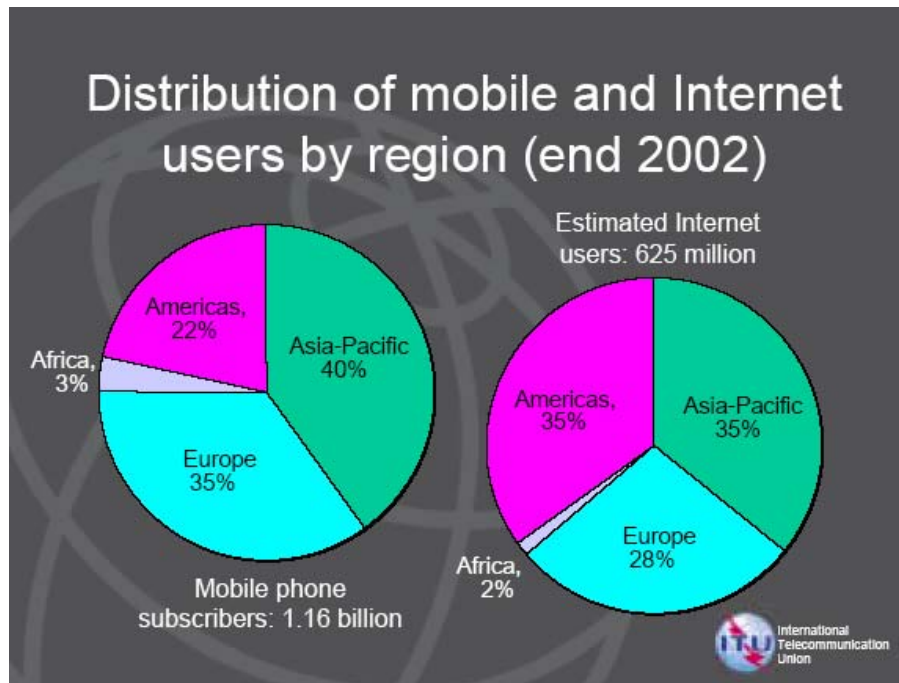 Distribution of mobile and Internet
users by region (end 2002)
Americas,
22%
Africa,
3%
Asia-Pacific
40%
Europe
35%
Mobile phone
subscribers: 1.16 billion
Estimated Internet
users: 625 million
Americas,
35%
Asia-Pacific
35%
Europe
28%
Africa,
2%
ITU
International
Telecommunication
Union